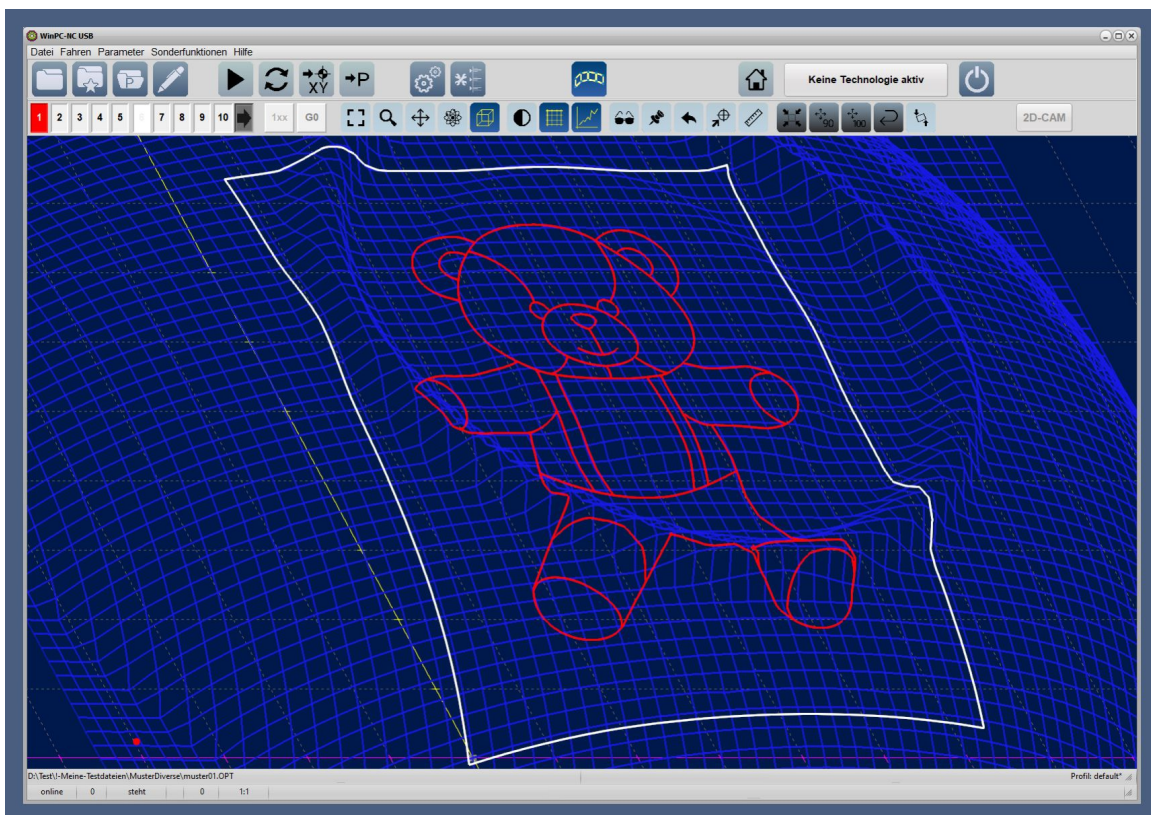 WinPC-NC USB
Datei Fahren Parameter Sonderfunktionen Hilfe
P XY P Keine Technologie aktiv
1 2 3 4 5 7 8 9 10 1xx G0 90 100 2D-CAM
D:\Test\!-Meine-Testdateien\MusterDiverse\muster01.OPT Profil: default*
online 0 steht 0 1:1